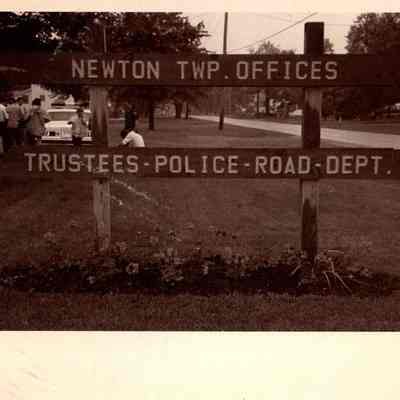 NEWTON TWP. OFFICES
TRUSTEES-POLICE-ROAD-DEPT.